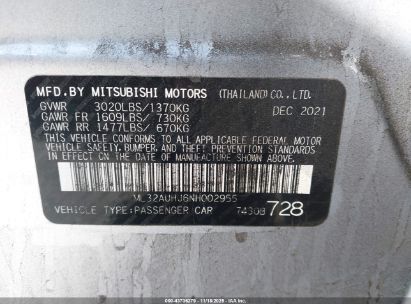 MFD.BY MITSUBISHI MOTORS (THAILAND)CO.,LTD.
GVWR 3020LBS/1370KG DEC 2021
GAWR FR 1609LBS/ 730KG
GAWR RR 1477LBS/ 670KG
THIS VEHICLE CONFORMS TO ALL APPLICABLE FEDERAL MOTOR
VEHICLE SAFETY, BUMPER, AND THEFT PREVENTION STANDARDS
IN EFFECT ON THE DATE OF MANUFACTURE SHOWN ABOVE.
ML32AUHJ6NH002955
VEHICLE TYPE:PASSENGER CAR 7430B 728